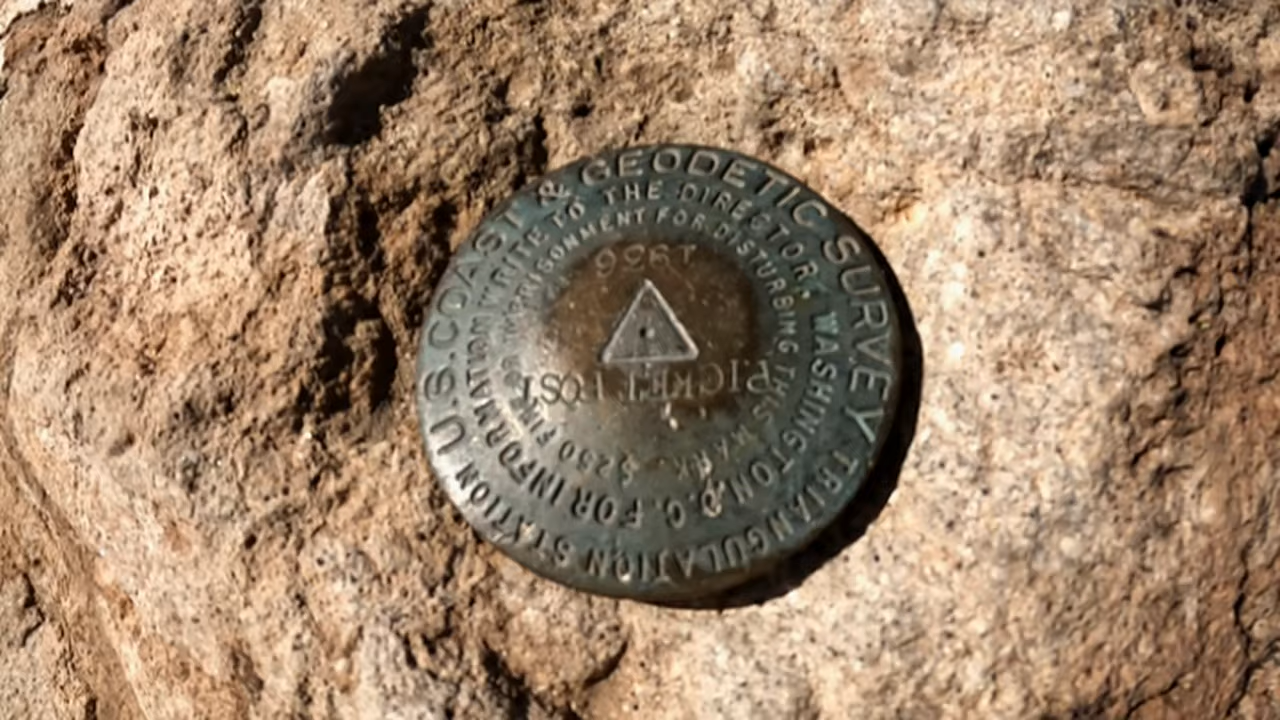 U.S. COAST & GEODETIC SURVEY TRIANGULATION STATION
FOR INFORMATION WRITE TO THE DIRECTOR, WASHINGTON, D.C.
$250 FINE OR IMPRISONMENT FOR DISTURBING THIS MARK.
PICKET POST